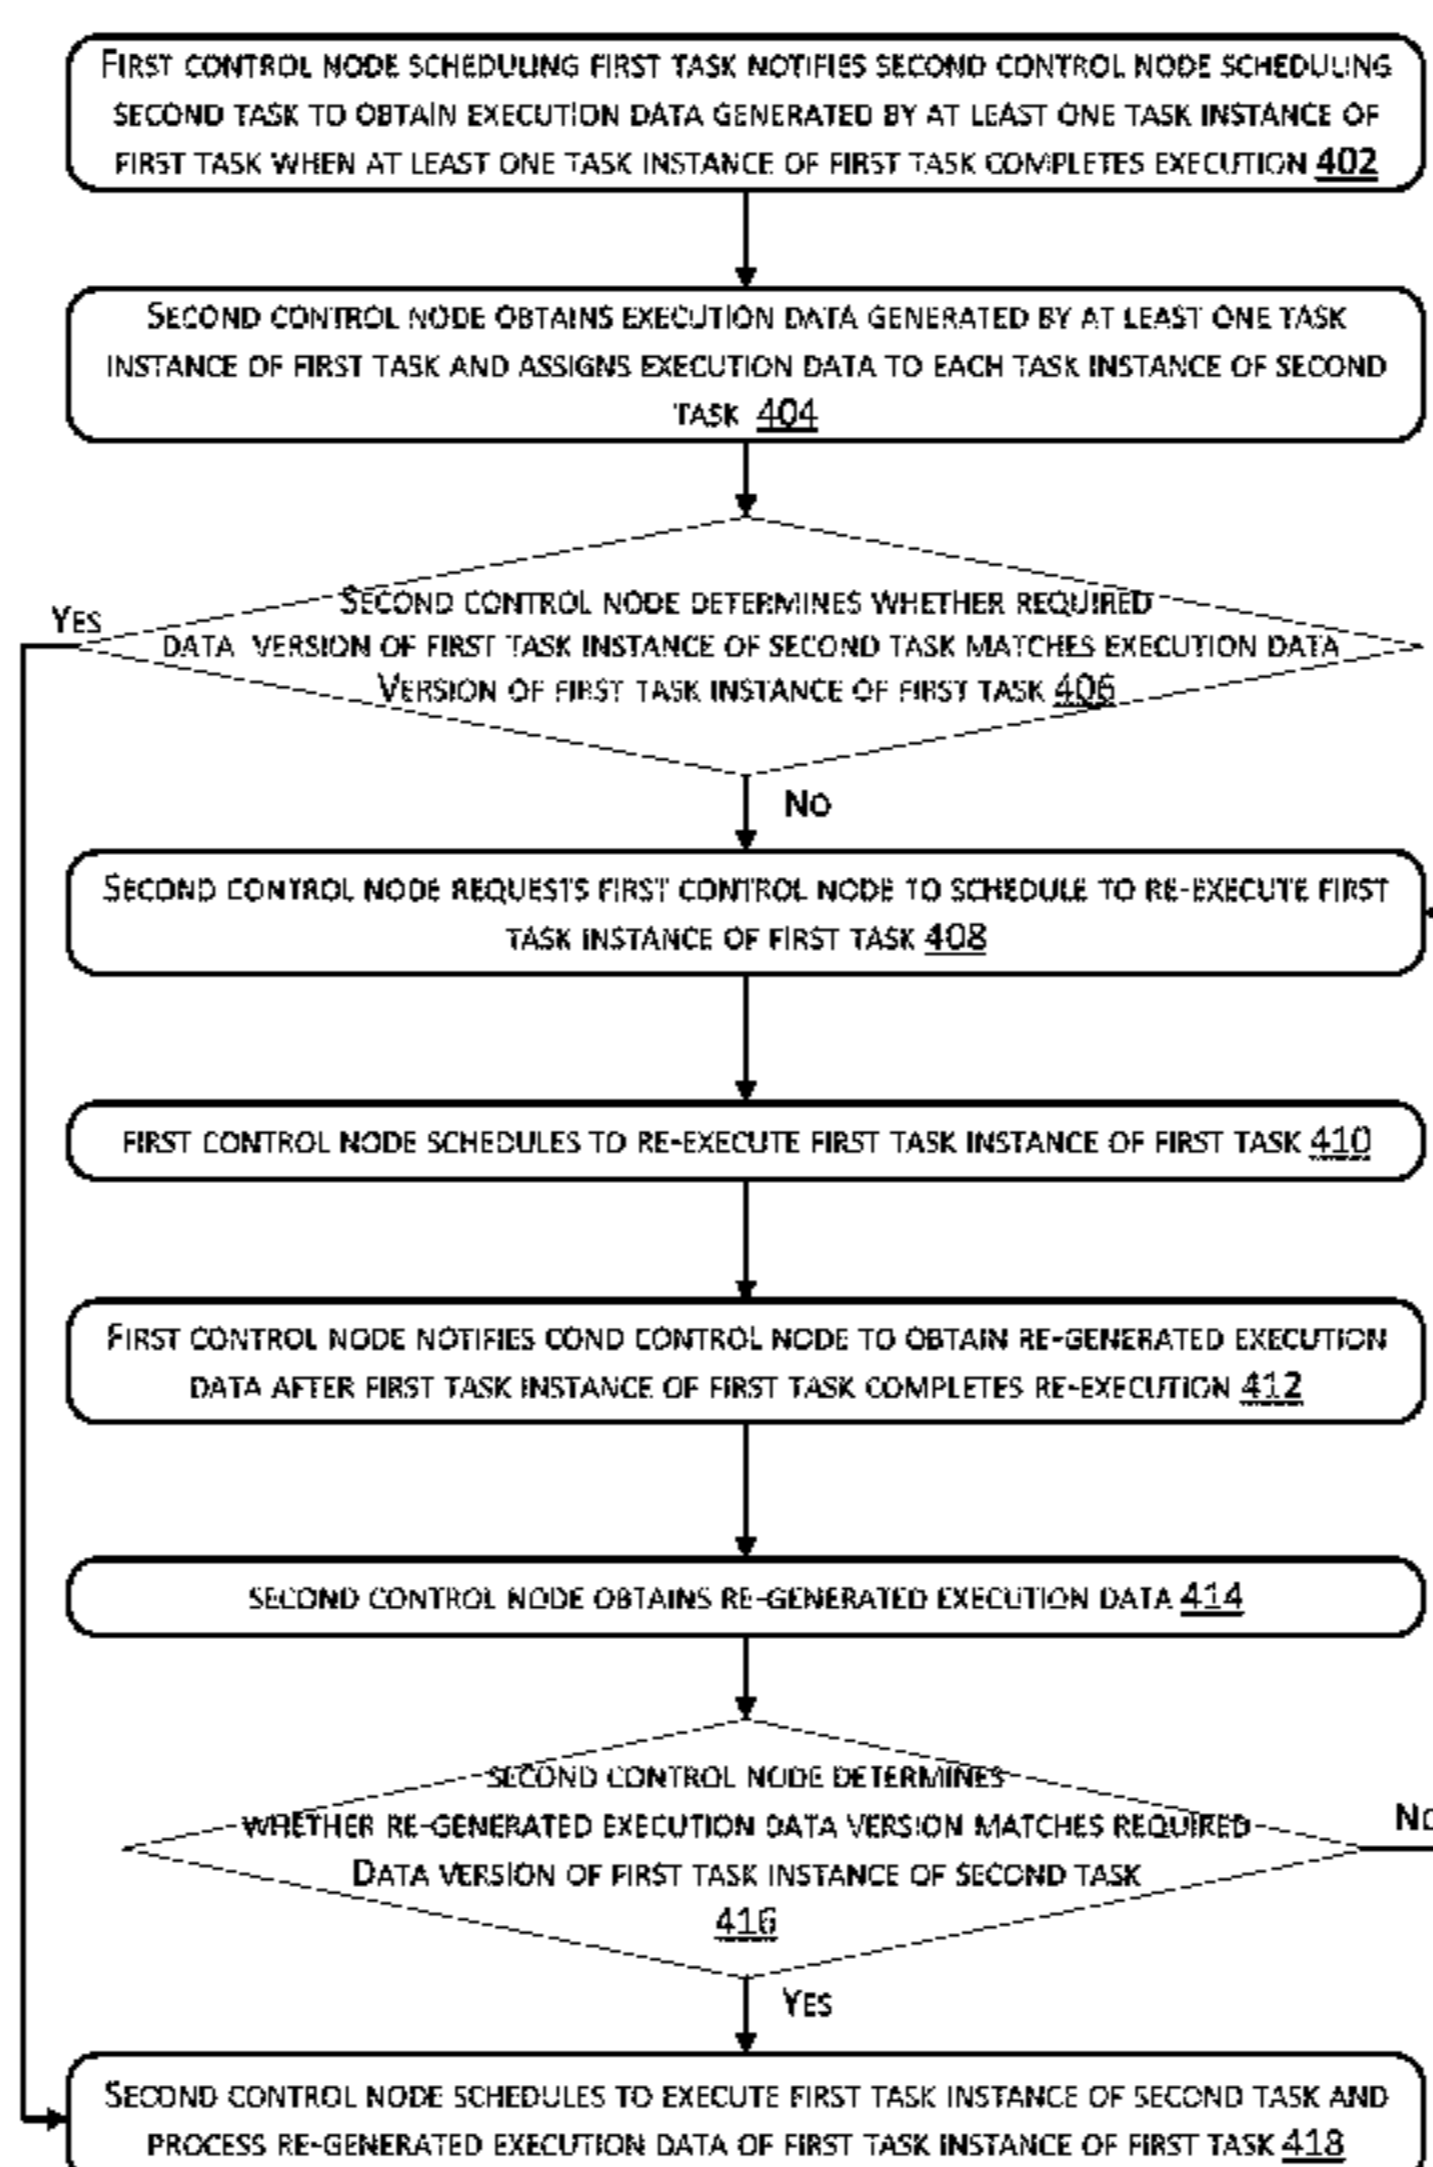 FIRST CONTROL NODE SCHEDULING FIRST TASK NOTIFIES SECOND CONTROL NODE SCHEDULING
SECOND TASK TO OBTAIN EXECUTION DATA GENERATED BY AT LEAST ONE TASK INSTANCE OF
FIRST TASK WHEN AT LEAST ONE TASK INSTANCE OF FIRST TASK COMPLETES EXECUTION 402
SECOND CONTROL NODE OBTAINS EXECUTION DATA GENERATED BY AT LEAST ONE TASK
INSTANCE OF FIRST TASK AND ASSIGNS EXECUTION DATA TO EACH TASK INSTANCE OF SECOND
TASK 404
SECOND CONTROL NODE DETERMINES WHETHER REQUIRED
YES
DATA VERSION OF FIRST TASK INSTANCE OF SECOND TASK MATCHES EXECUTION DATA
VERSION OF FIRST TASK INSTANCE OF FIRST TASK 406
NO
SECOND CONTROL NODE REQUESTS FIRST CONTROL NODE TO SCHEDULE TO RE-EXECUTE FIRST
TASK INSTANCE OF FIRST TASK 408
FIRST CONTROL NODE SCHEDULES TO RE-EXECUTE FIRST TASK INSTANCE OF FIRST TASK 410
FIRST CONTROL NODE NOTIFIES COND CONTROL NODE TO OBTAIN RE-GENERATED EXECUTION
DATA AFTER FIRST TASK INSTANCE OF FIRST TASK COMPLETES RE-EXECUTION 412
SECOND CONTROL NODE OBTAINS RE-GENERATED EXECUTION DATA 414
SECOND CONTROL NODE DETERMINES
WHETHER RE-GENERATED EXECUTION DATA VERSION MATCHES REQUIRED
NO
DATA VERSION OF FIRST TASK INSTANCE OF SECOND TASK
416
YES
SECOND CONTROL NODE SCHEDULES TO EXECUTE FIRST TASK INSTANCE OF SECOND TASK AND
PROCESS RE-GENERATED EXECUTION DATA OF FIRST TASK INSTANCE OF FIRST TASK 418